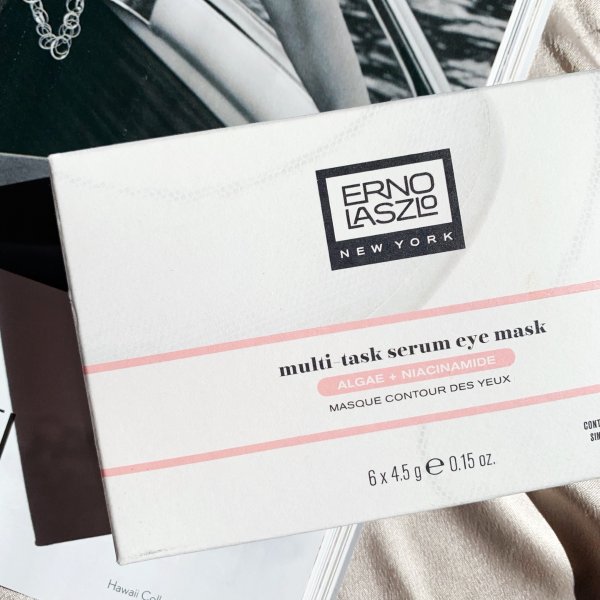 ERNO
LASZLO
NEW YORK
multi-task serum eye mask
ALGAE + NIACINAMIDE
MASQUE CONTOUR DES YEUX
6 x 4.5 g ℮ 0.15 oz.
Hawaii